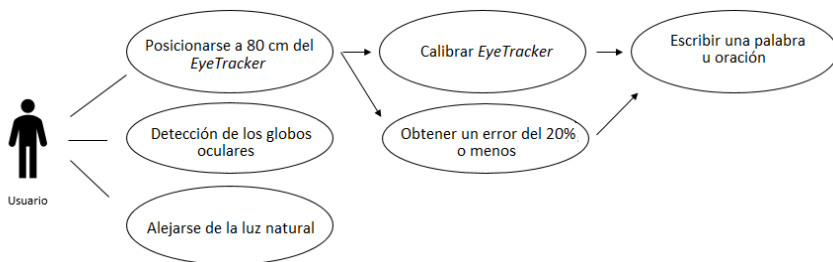 Posicionarse a 80 cm del
EyeTracker
Calibrar EyeTracker
Escribir una palabra
u oración
Detección de los globos
oculares
Obtener un error del 20%
o menos
Usuario
Alejarse de la luz natural